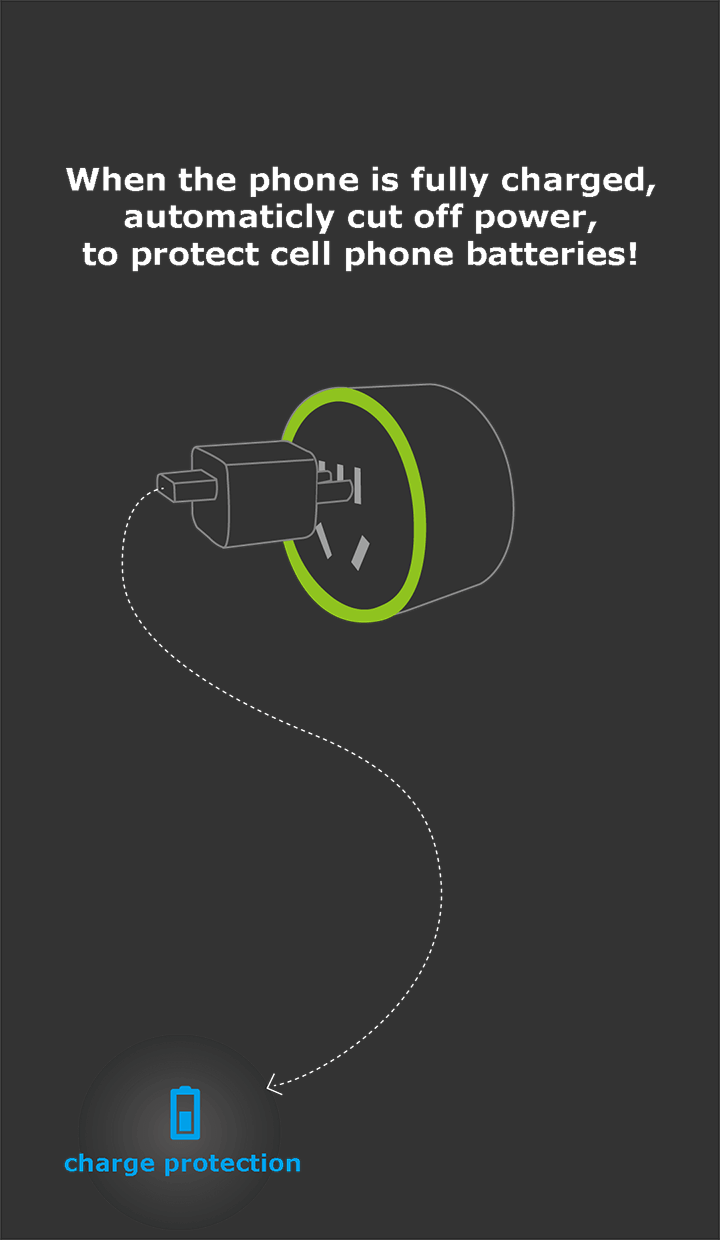 When the phone is fully charged,
automaticly cut off power,
to protect cell phone batteries!
charge protection